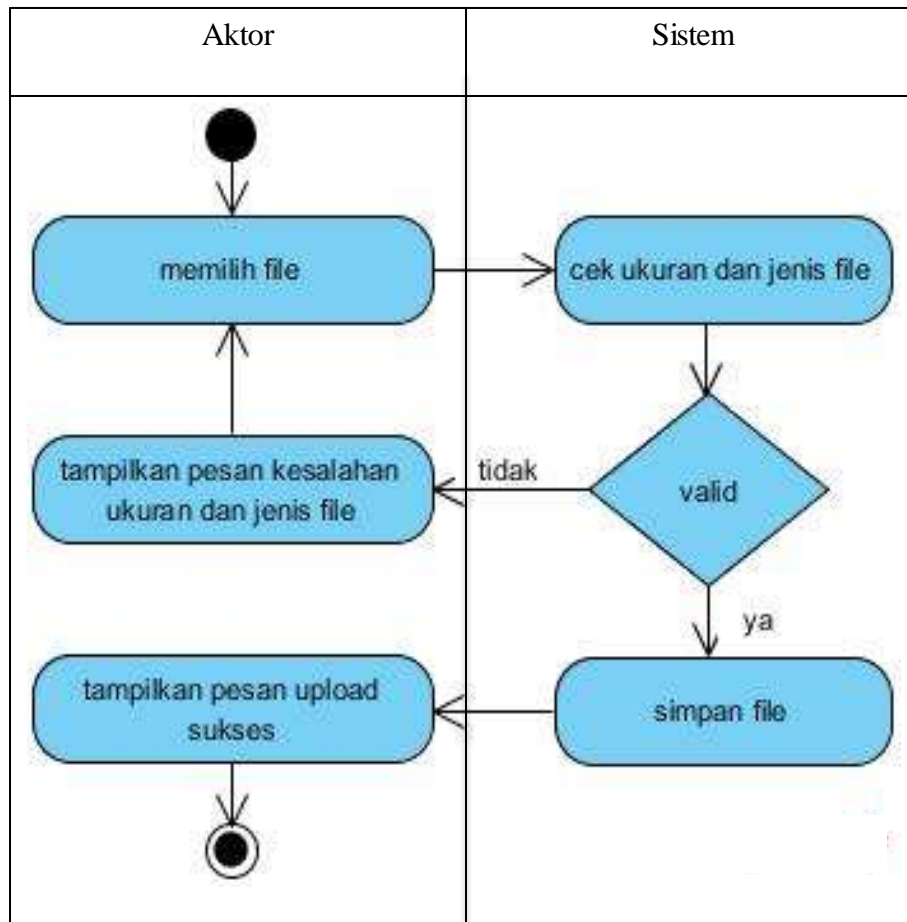 Aktor
Sistem
memilih file
cek ukuran dan jenis file
tampilkan pesan kesalahan
ukuran dan jenis file
tidak
valid
ya
tampilkan pesan upload
sukses
simpan file